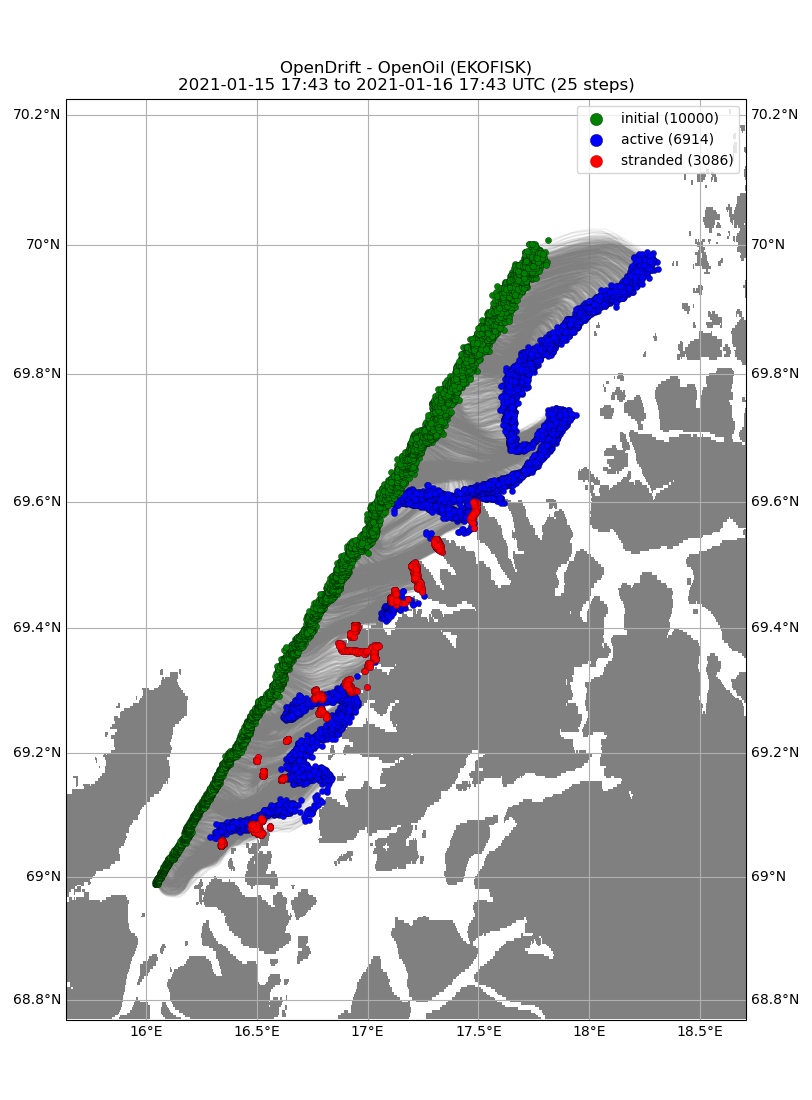 OpenDrift - OpenOil (EKOFISK)
2021-01-15 17:43 to 2021-01-16 17:43 UTC (25 steps)
initial (10000)
active (6914)
stranded (3086)
70.2°N 70.2°N
70°N 70°N
69.8°N 69.8°N
69.6°N 69.6°N
69.4°N 69.4°N
69.2°N 69.2°N
69°N 69°N
68.8°N 68.8°N
16°E 16.5°E 17°E 17.5°E 18°E 18.5°E